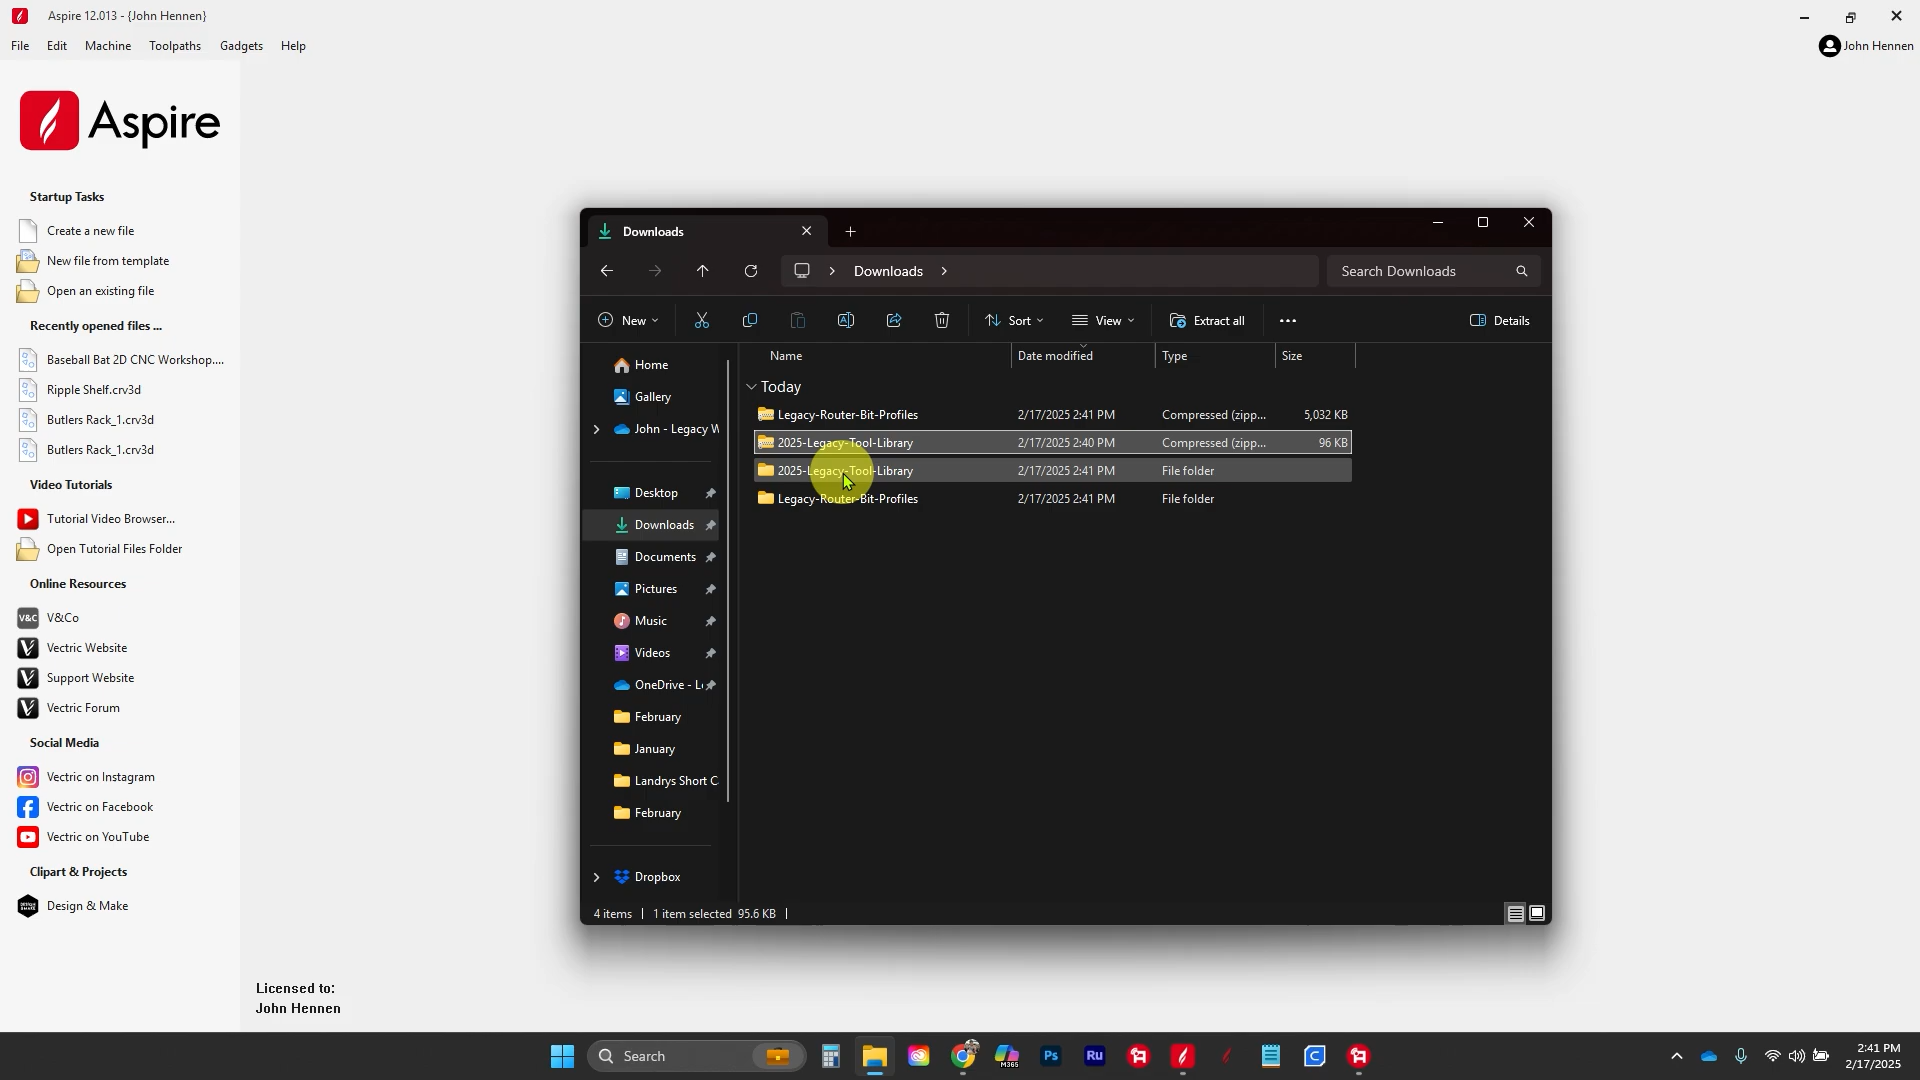 Aspire 12.013 - {John Hennen}
File Edit Machine Toolpaths Gadgets Help
John Hennen
Aspire
Startup Tasks
Create a new file
New file from template
Open an existing file
Recently opened files ...
Baseball Bat 2D CNC Workshop....
Ripple Shelf.crv3d
Butlers Rack_1.crv3d
Butlers Rack_1.crv3d
Video Tutorials
Tutorial Video Browser...
Open Tutorial Files Folder
Online Resources
V&C V&Co
Vectric Website
Support Website
Vectric Forum
Social Media
Vectric on Instagram
Vectric on Facebook
Vectric on YouTube
Clipart & Projects
Design & Make
Licensed to:
John Hennen
Downloads
Downloads
Search Downloads
New Sort View Extract all Details
Home
Gallery
John - Legacy W
Desktop
Downloads
Documents
Pictures
Music
Videos
OneDrive - L
February
January
Landrys Short C
February
Dropbox
Name Date modified Type Size
Today
Legacy-Router-Bit-Profiles 2/17/2025 2:41 PM Compressed (zipp... 5,032 KB
2025-Legacy-Tool-Library 2/17/2025 2:40 PM Compressed (zipp... 96 KB
2025-Legacy-Tool-Library 2/17/2025 2:41 PM File folder
Legacy-Router-Bit-Profiles 2/17/2025 2:41 PM File folder
4 items 1 item selected 95.6 KB
Search
M365
Ps
Ru
2:41 PM
2/17/2025